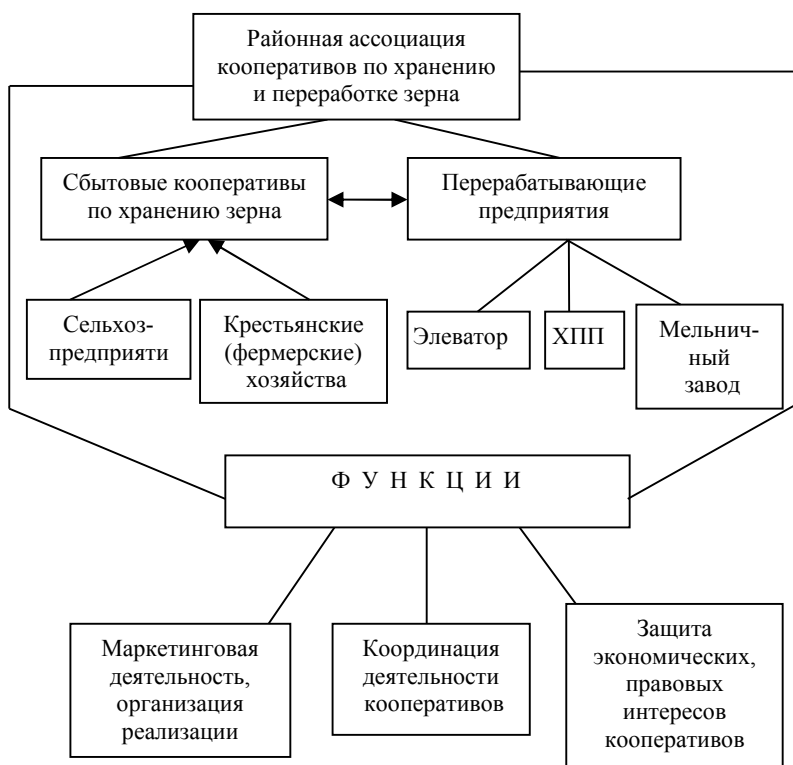 Районная ассоциация
кооперативов по хранению
и переработке зерна
Сбытовые кооперативы
по хранению зерна
Перерабатывающие
предприятия
Сельхоз-
предприяти
Крестьянские
(фермерские)
хозяйства
Элеватор
ХПП
Мельнич-
ный
завод
Ф У Н К Ц И И
Маркетинговая
деятельность,
организация
реализации
Координация
деятельности
кооперативов
Защита
экономических,
правовых
интересов
кооперативов